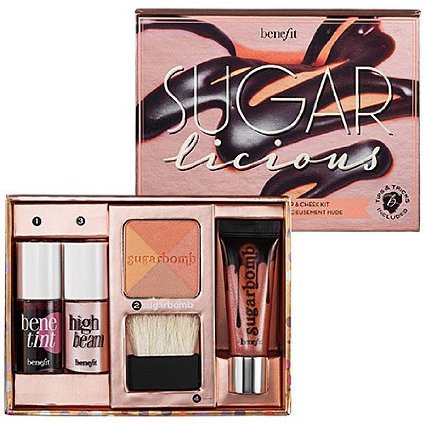 benefit
SUGAR
licious
& CHEEK KIT
NUDE
TIPS & TRICKS
b
INCLUDED
1
3
sugarbomb
2 sugarbomb
bene
tint
benefit
high
beam
benefit
sugarbomb
benefit
4